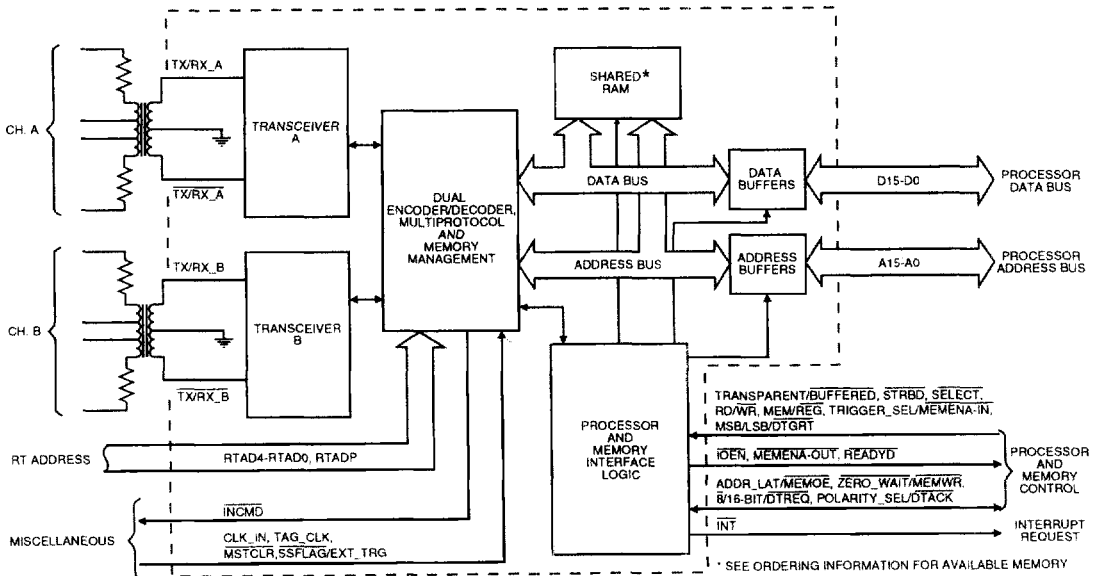 CH. A
TX/RX_A
TX/RX_A
TRANSCEIVER
A
CH. B
TX/RX_B
TX/RX_B
TRANSCEIVER
B
DUAL
ENCODER/DECODER,
MULTIPROTOCOL
AND
MEMORY
MANAGEMENT
SHARED*
RAM
DATA BUS
DATA
BUFFERS
D15-D0
PROCESSOR
DATA BUS
ADDRESS BUS
ADDRESS
BUFFERS
A15-A0
PROCESSOR
ADDRESS BUS
PROCESSOR
AND
MEMORY
INTERFACE
LOGIC
TRANSPARENT/BUFFERED, STRBD, SELECT,
RD/WR, MEM/REG, TRIGGER_SEL/MEMENA-IN,
MSB/LSB/DTGRT
IOEN, MEMENA-OUT, READYD
ADDR_LAT/MEMOE, ZERO_WAIT/MEMWR,
8/16-BIT/DTREQ, POLARITY_SEL/DTACK
PROCESSOR
AND
MEMORY
CONTROL
INT
INTERRUPT
REQUEST
RT ADDRESS
RTAD4-RTAD0, RTADP
MISCELLANEOUS
INCMD
CLK_IN, TAG_CLK,
MSTCLR,SSFLAG/EXT_TRG
* SEE ORDERING INFORMATION FOR AVAILABLE MEMORY